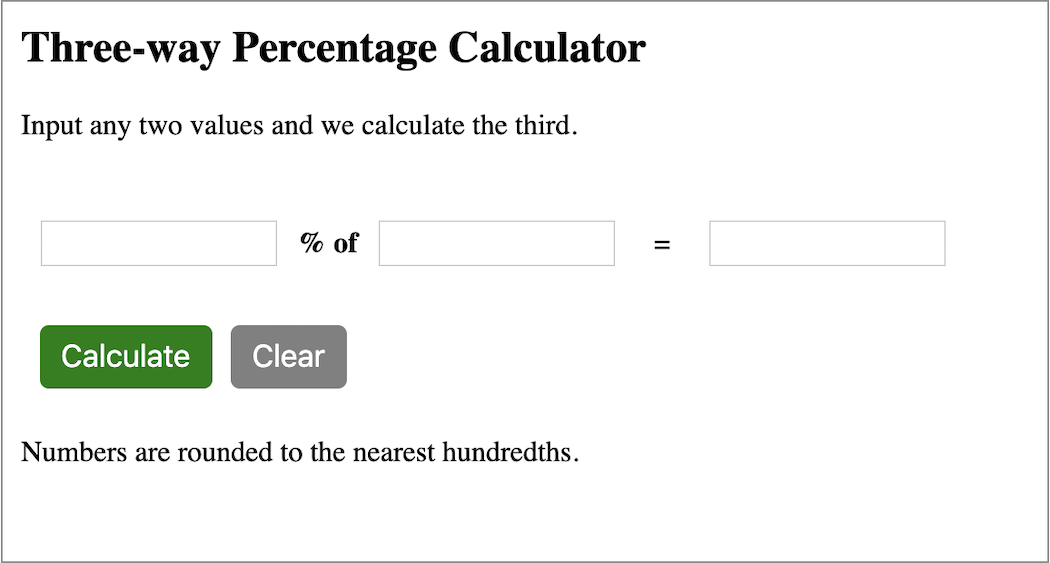 Three-way Percentage Calculator
Input any two values and we calculate the third.
% of =
Calculate Clear
Numbers are rounded to the nearest hundredths.